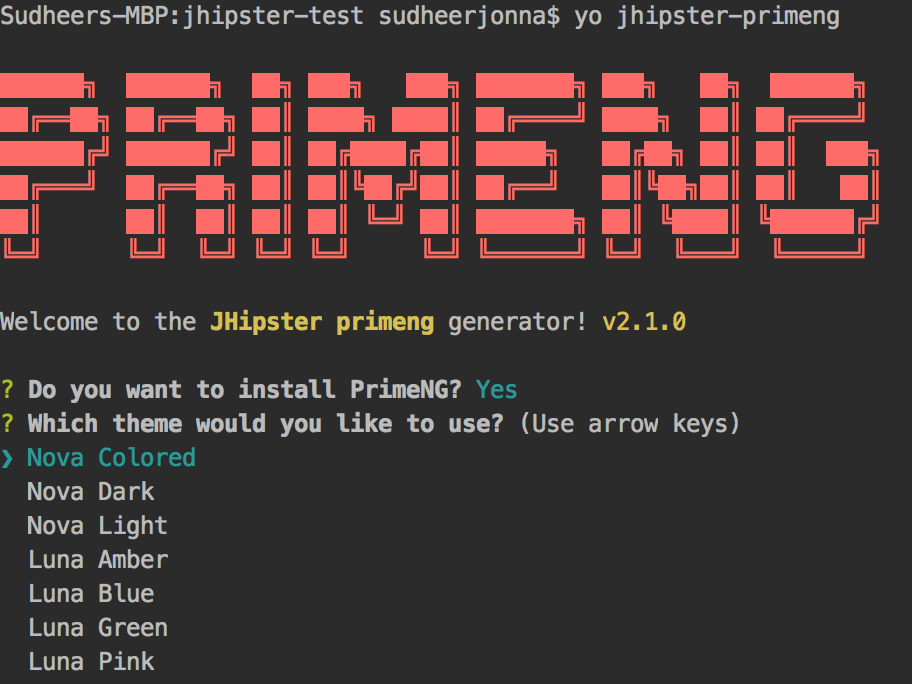 Sudheers-MBP:jhipster-test sudheerjonna$ yo jhipster-primeng
PRIMENG
Welcome to the JHipster primeng generator! v2.1.0
? Do you want to install PrimeNG? Yes
? Which theme would you like to use? (Use arrow keys)
❯ Nova Colored
Nova Dark
Nova Light
Luna Amber
Luna Blue
Luna Green
Luna Pink